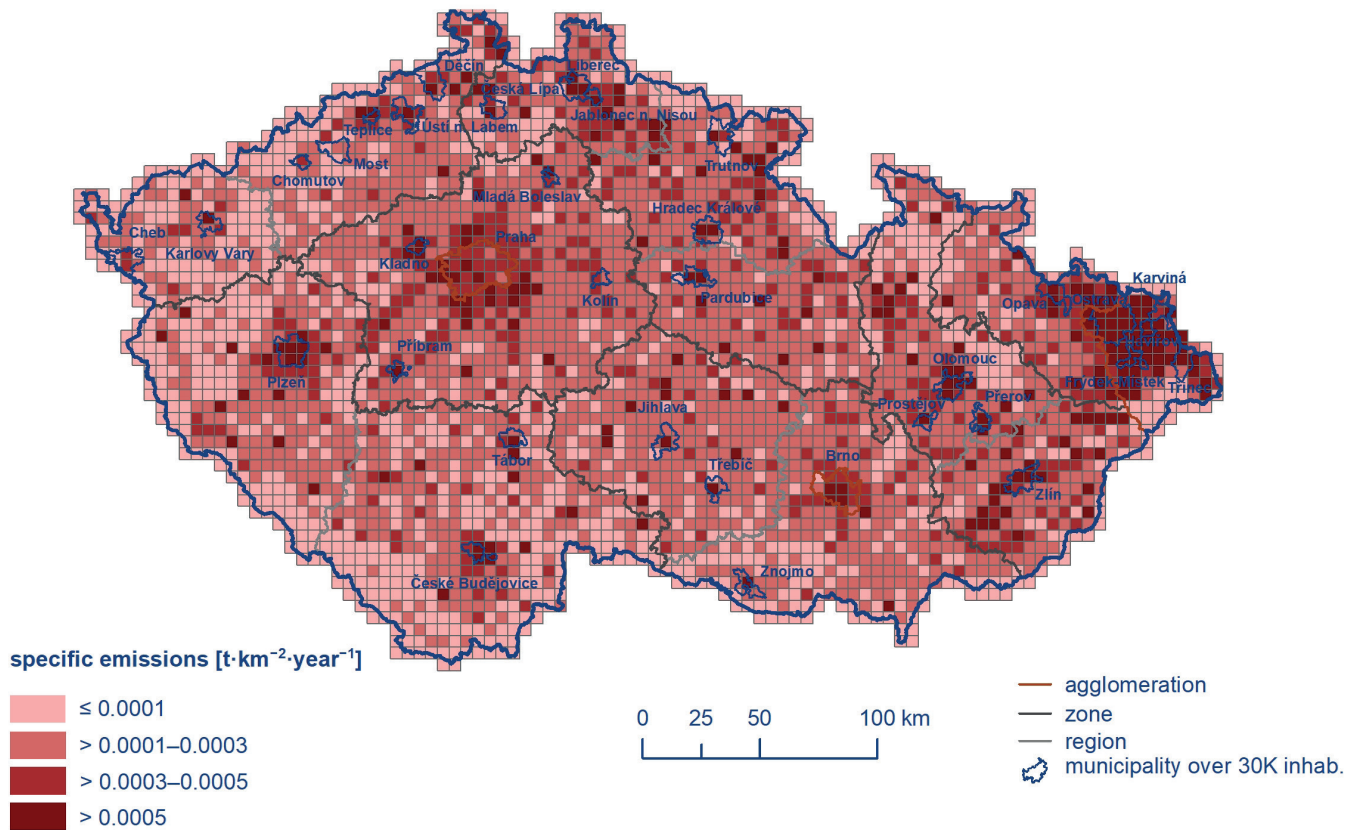 Děčín
Liberec
Česká Lípa
Jablonec n. Nisou
Teplice
Ústí n. Labem
Most
Trutnov
Chomutov
Mladá Boleslav
Hradec Králové
Cheb
Karlovy Vary
Praha
Kladno
Kolín
Pardubice
Karviná
Opava
Ostrava
Příbram
Plzeň
Olomouc
Frýdek-Místek
Třinec
Přerov
Prostějov
Jihlava
Tábor
Třebíč
Brno
Zlín
Znojmo
České Budějovice
specific emissions [t·km⁻²·year⁻¹]
≤ 0.0001
> 0.0001–0.0003
> 0.0003–0.0005
> 0.0005
0 25 50 100 km
agglomeration
zone
region
municipality over 30K inhab.